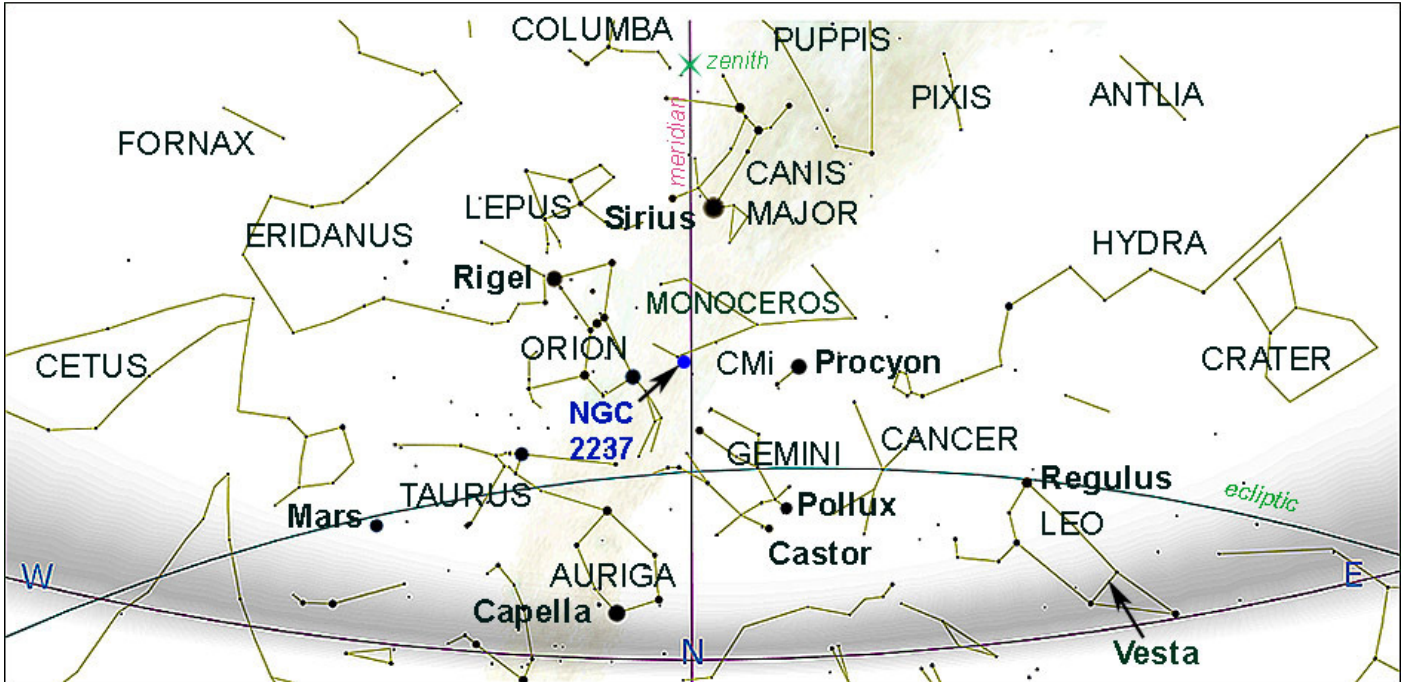 COLUMBA
PUPPIS
zenith
PIXIS
ANTLIA
FORNAX
meridian
CANIS
MAJOR
LEPUS
Sirius
ERIDANUS
HYDRA
Rigel
MONOCEROS
ORION
CMi
Procyon
CETUS
CRATER
NGC
2237
GEMINI
CANCER
TAURUS
Regulus
ecliptic
Mars
Pollux
LEO
Castor
W
AURIGA
E
Capella
N
Vesta